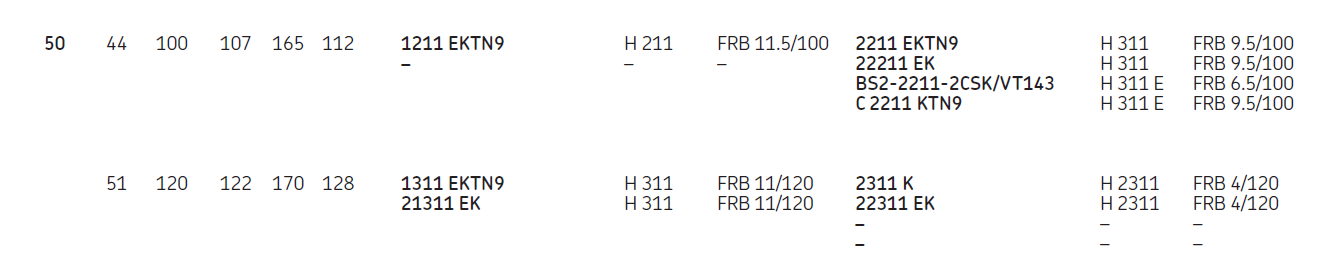 50 44 100 107 165 112 1211 EKTN9 H 211 FRB 11.5/100 2211 EKTN9 H 311 FRB 9.5/100
– – – 22211 EK H 311 FRB 9.5/100
BS2-2211-2CSK/VT143 H 311 E FRB 6.5/100
C 2211 KTN9 H 311 E FRB 9.5/100
51 120 122 170 128 1311 EKTN9 H 311 FRB 11/120 2311 K H 2311 FRB 4/120
21311 EK H 311 FRB 11/120 22311 EK H 2311 FRB 4/120
– – –
– – –